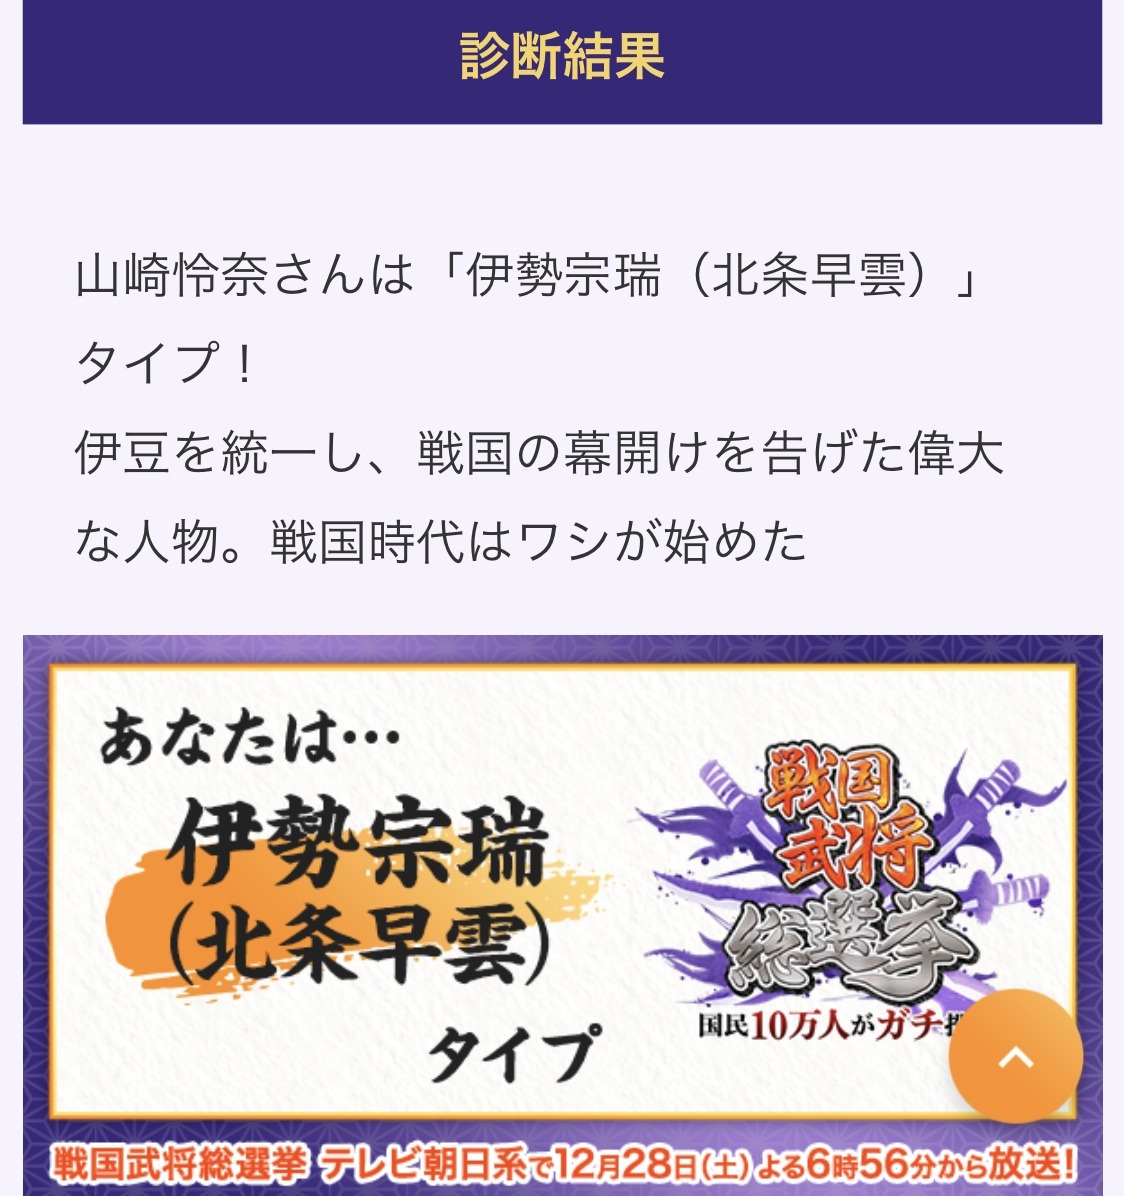 診断結果
山崎怜奈さんは「伊勢宗瑞（北条早雲）」
タイプ！
伊豆を統一し、戦国の幕開けを告げた偉大
な人物。戦国時代はワシが始めた
あなたは…
伊勢宗瑞
(北条早雲)
タイプ
戦国
武将
総選挙
国民10万人がガチ
戦国武将総選挙 テレビ朝日系で12月28日(土)よる6時56分から放送!